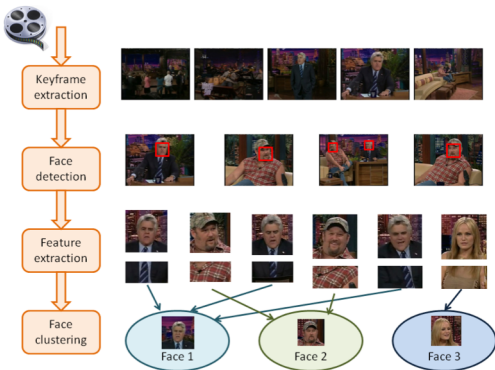 Keyframe
extraction
Face
detection
Feature
extraction
Face
clustering
Face 1
Face 2
Face 3